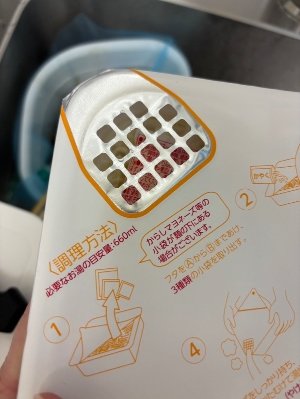 〈調理方法〉
必要なお湯の目安量:660ml
からしマヨネーズ等の
小袋が麺の下にある
場合がございます。
フタをⒶからⒷまであけ、
3種類の小袋を取り出す。
1
2
かやく
4